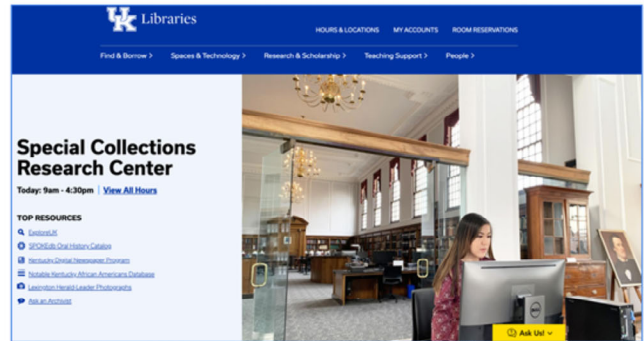 UK Libraries
HOURS & LOCATIONS MY ACCOUNTS ROOM RESERVATIONS
Find & Borrow > Spaces & Technology > Research & Scholarship > Teaching Support > People >
Special Collections
Research Center
Today: 9am - 4:30pm | View All Hours
TOP RESOURCES
ExploreUK
SPOKEdb Oral History Catalog
Kentucky Digital Newspaper Program
Notable Kentucky African Americans Database
Lexington Herald-Leader Photographs
Ask an Archivist
DELL
Ask Us!